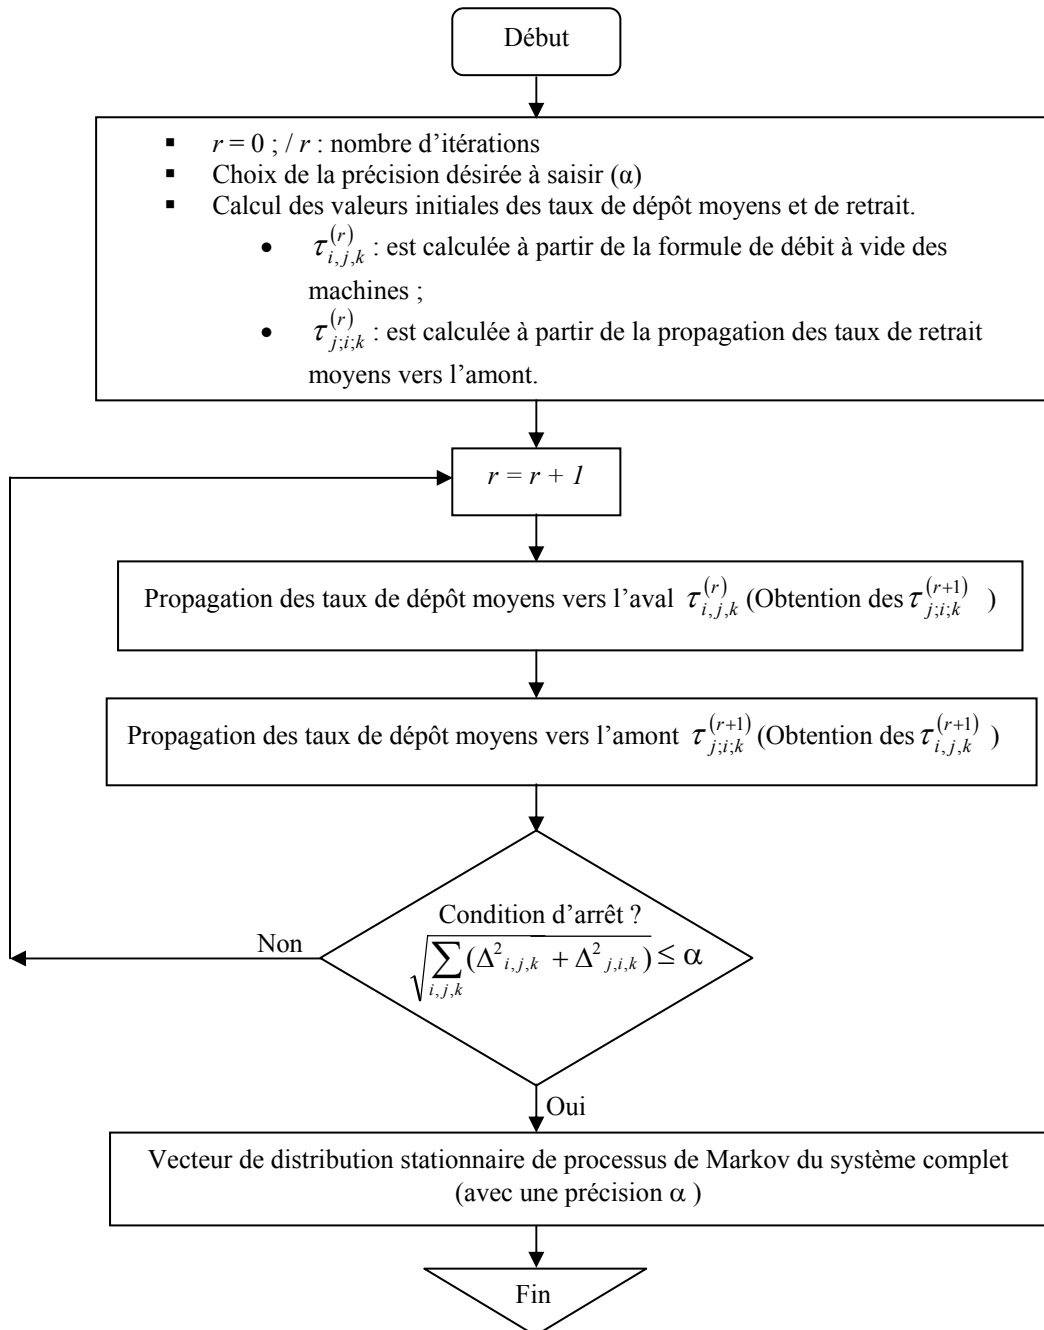 Début
▪ r = 0 ; / r : nombre d’itérations
▪ Choix de la précision désirée à saisir (α)
▪ Calcul des valeurs initiales des taux de dépôt moyens et de retrait.
• τ_{i,j,k}^{(r)} : est calculée à partir de la formule de débit à vide des
machines ;
• τ_{j;i;k}^{(r)} : est calculée à partir de la propagation des taux de retrait
moyens vers l’amont.
r = r + 1
Propagation des taux de dépôt moyens vers l’aval τ_{i,j,k}^{(r)} (Obtention des τ_{j;i;k}^{(r+1)} )
Propagation des taux de dépôt moyens vers l’amont τ_{j;i;k}^{(r+1)} (Obtention des τ_{i,j,k}^{(r+1)} )
Condition d’arrêt ?
Non
√∑_{i,j,k} (Δ²_{i,j,k} + Δ²_{j,i,k}) ≤ α
Oui
Vecteur de distribution stationnaire de processus de Markov du système complet
(avec une précision α )
Fin